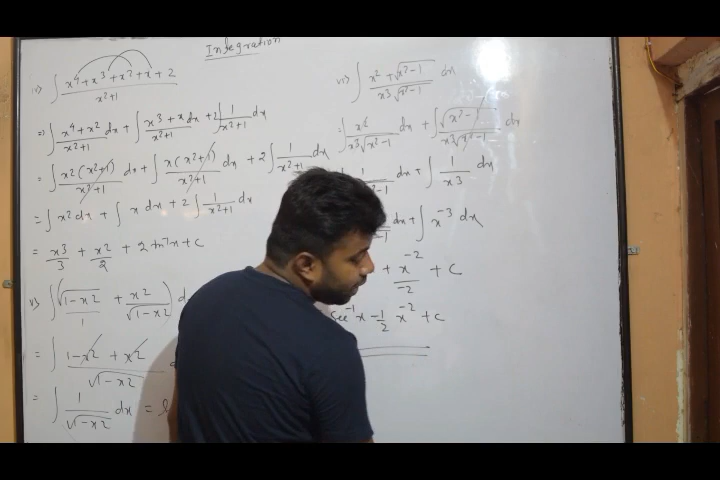 Integration
iv) ∫ x⁴+x³+x²+x+2 / x²+1
⇒ ∫ x⁴+x² / x²+1 dx + ∫ x³+x / x²+1 dx + 2∫ 1 / x²+1 dx
= ∫ x²(x²+1) / x²+1 dx + ∫ x(x²+1) / x²+1 dx + 2∫ 1 / x²+1 dx
= ∫ x² dx + ∫ x dx + 2∫ 1 / x²+1 dx
= x³/3 + x²/2 + 2 tan⁻¹x + c
v) ∫ (√1-x² / 1 + x² / √1-x²) d
= ∫ 1-x² + x² / √1-x²
= ∫ 1 / √1-x² dx =
vi) ∫ x² + √x²-1 / x³√x²-1 dx
= ∫ x² / x³√x²-1 dx + ∫ √x²-1 / x³√x²-1 dx
dx + ∫ 1 / x³ dx
dx + ∫ x⁻³ dx
+ x⁻² / -2 + C
sec⁻¹x - 1/2 x⁻² + c